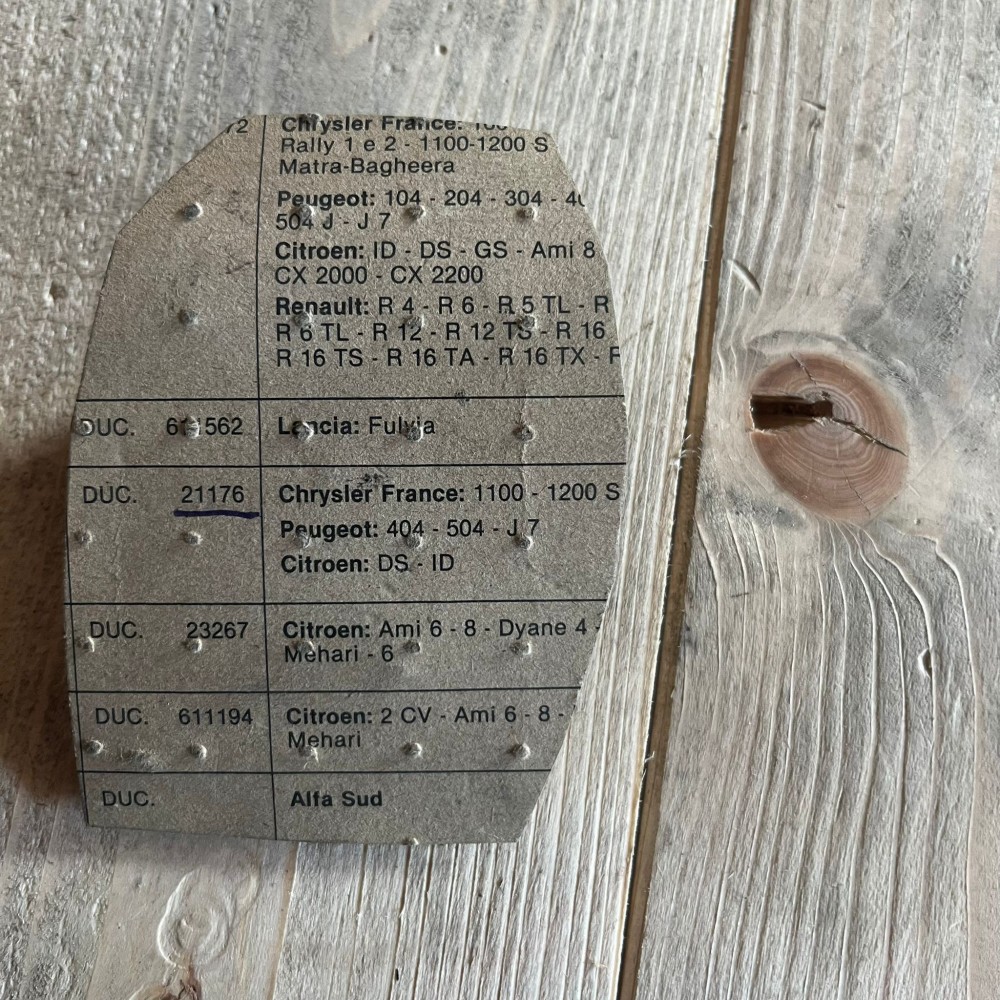 72 Chrysler France:
Rally 1 e 2 - 1100-1200 S
Matra-Bagheera
Peugeot: 104 - 204 - 304 - 
504 J - J 7
Citroen: ID - DS - GS - Ami 8
CX 2000 - CX 2200
Renault: R 4 - R 6 - R 5 TL - R
R 6 TL - R 12 - R 12 TS - R 16
R 16 TS - R 16 TA - R 16 TX -
DUC. 611562 Lancia: Fulvia
DUC. 21176 Chrysler France: 1100 - 1200 S
Peugeot: 404 - 504 - J 7
Citroen: DS - ID
DUC. 23267 Citroen: Ami 6 - 8 - Dyane 4 -
Mehari - 6
DUC. 611194 Citroen: 2 CV - Ami 6 - 8 -
Mehari
DUC. Alfa Sud